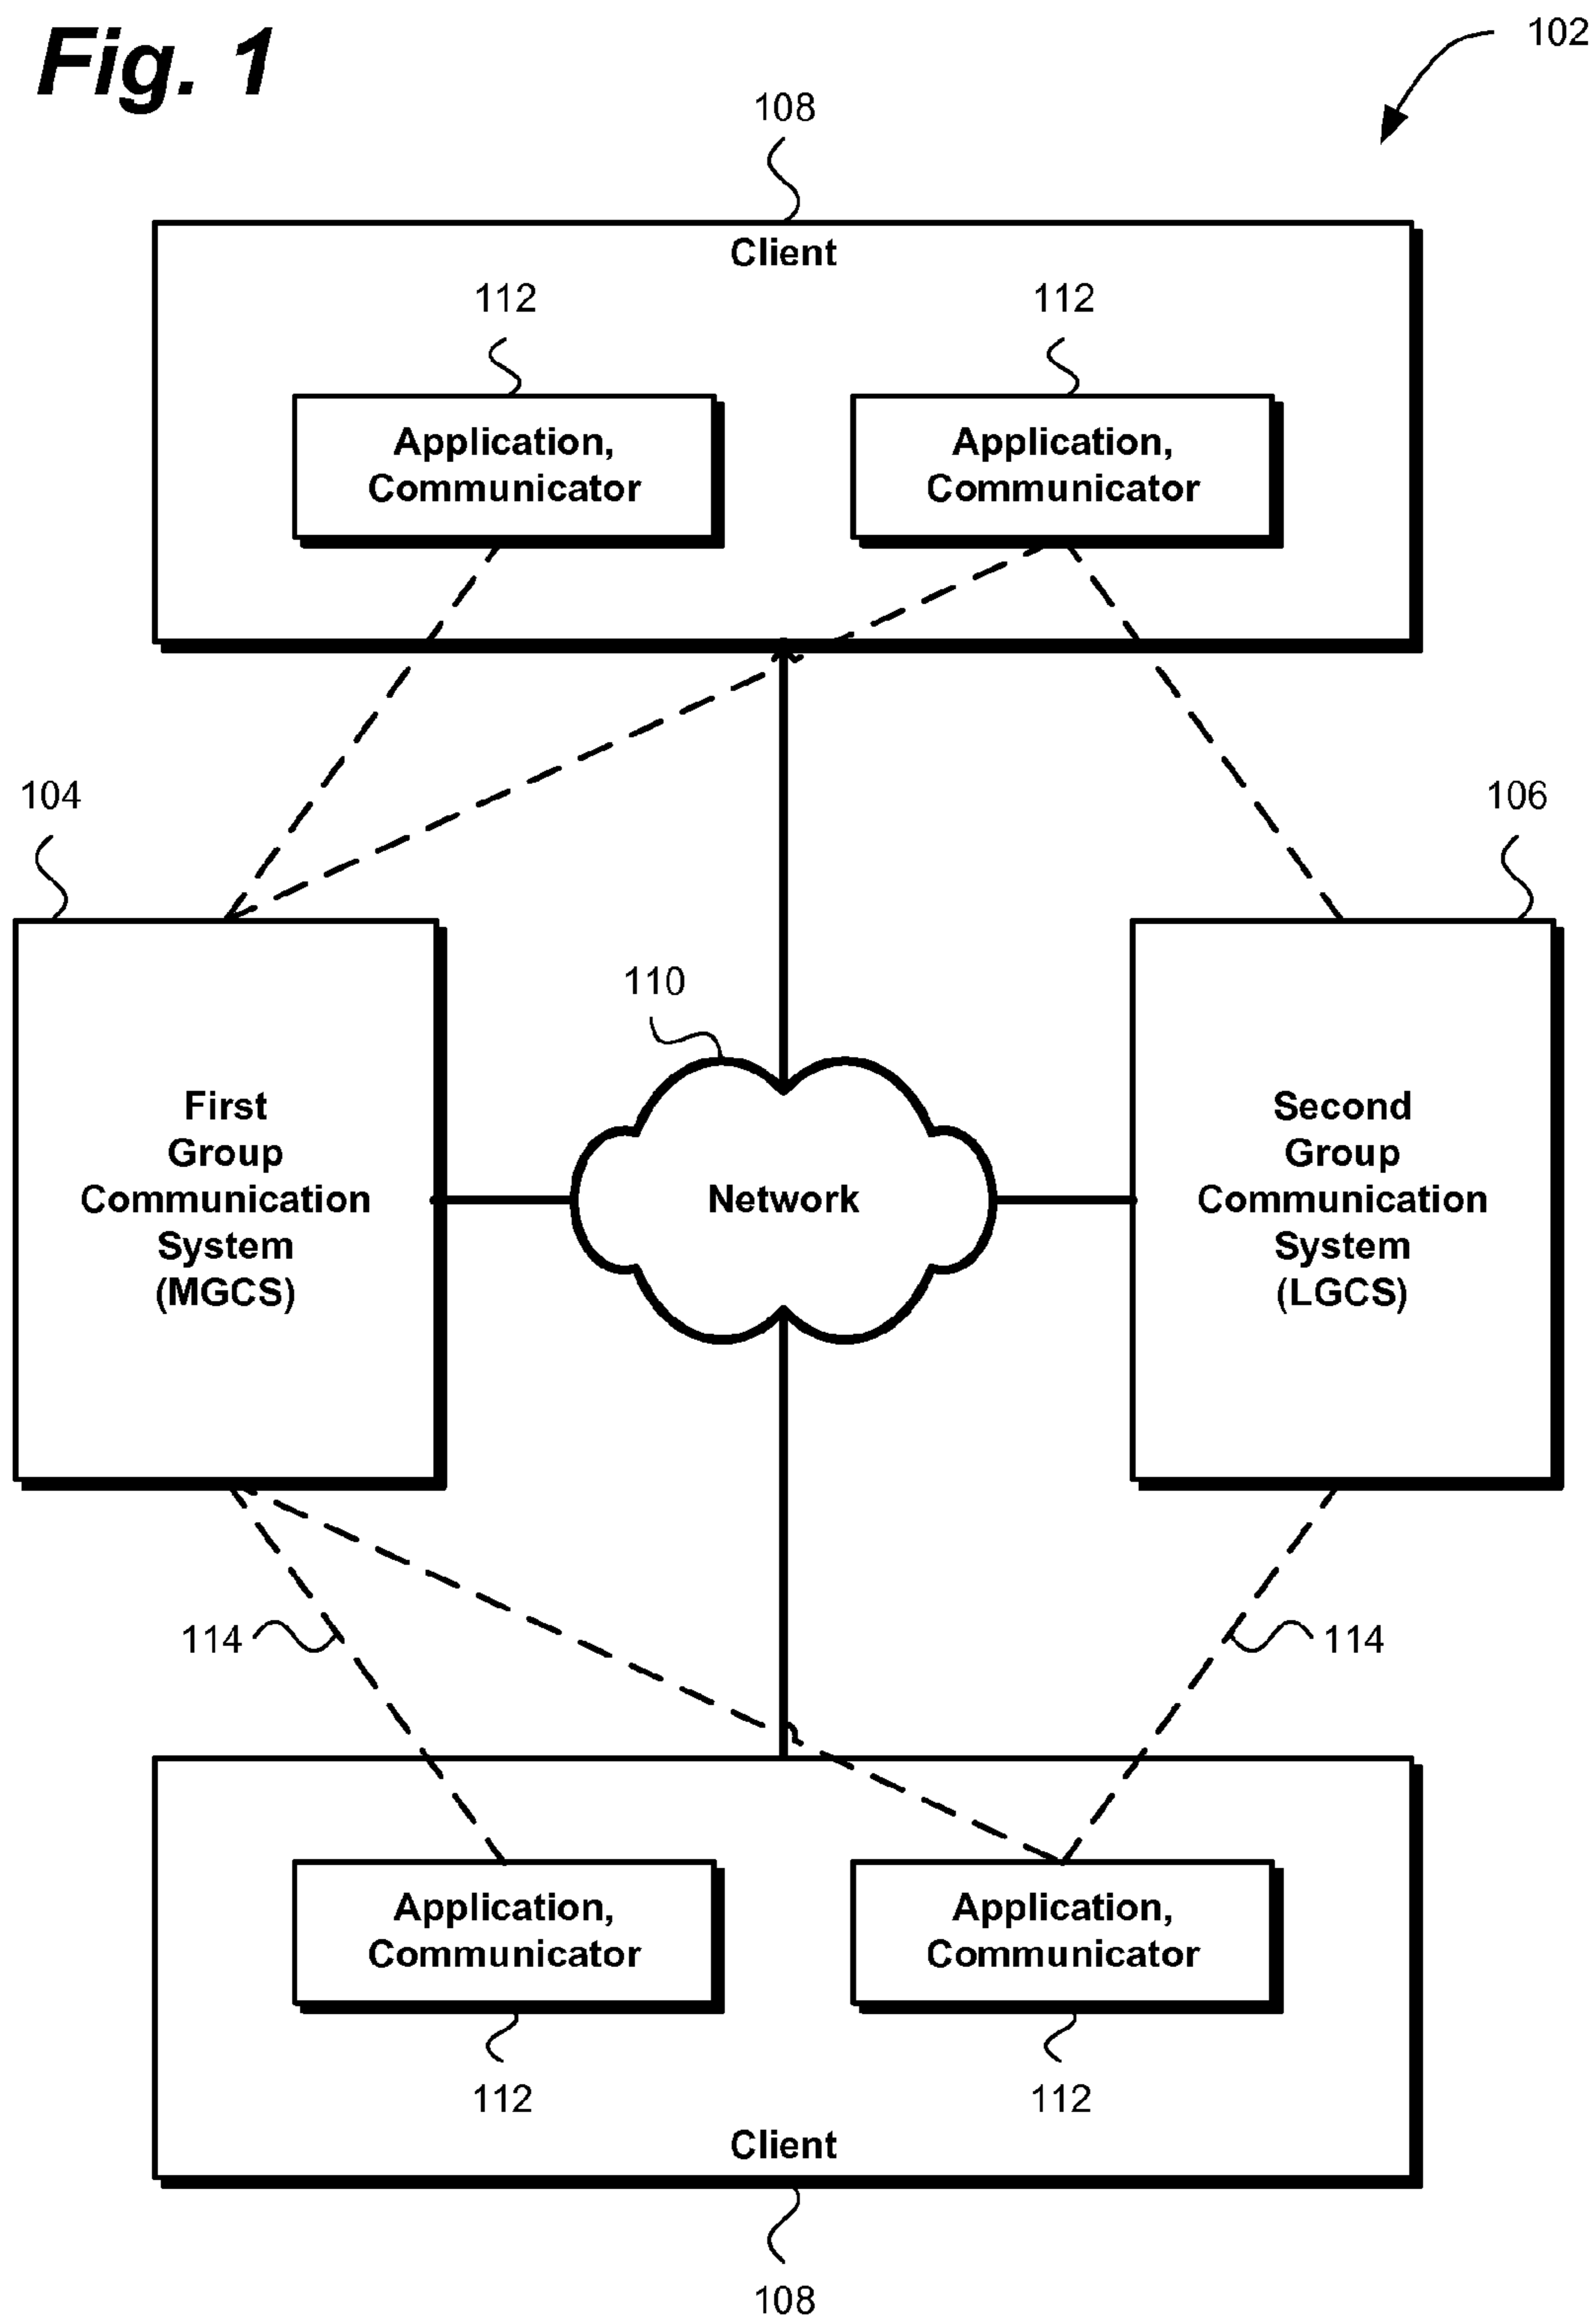 Fig. 1
102
108
Client
112 112
Application, Application,
Communicator Communicator
104 106
110
First
Group
Communication
System
(MGCS)
Network
Second
Group
Communication
System
(LGCS)
114 114
Application, Application,
Communicator Communicator
112 112
Client
108